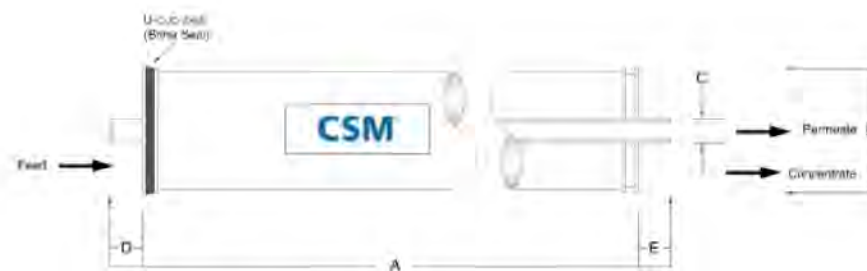 U-cup seal
(Brine Seal)
C
CSM
Permeate
Feed
Concentrate
D
E
A